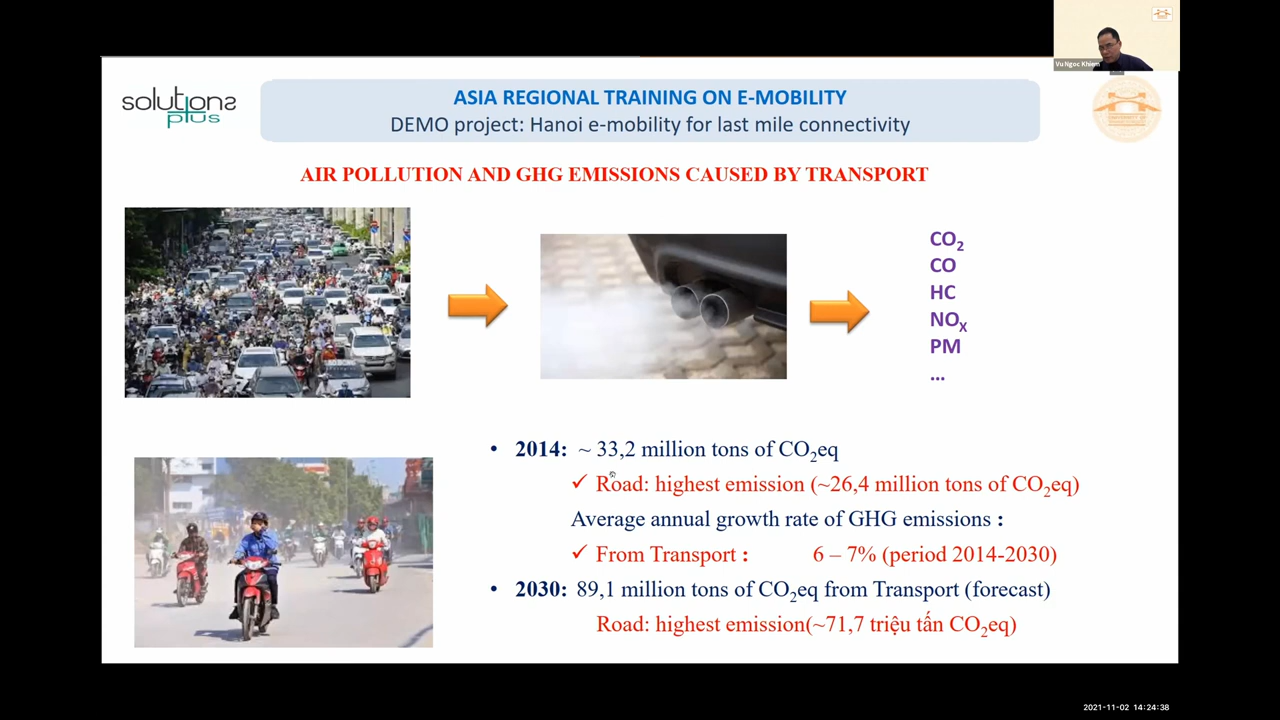 Vu Ngoc Khiem
solutions
plus
ASIA REGIONAL TRAINING ON E-MOBILITY
DEMO project: Hanoi e-mobility for last mile connectivity
AIR POLLUTION AND GHG EMISSIONS CAUSED BY TRANSPORT
CO₂
CO
HC
NOₓ
PM
...
• 2014: ~ 33,2 million tons of CO₂eq
✓ Road: highest emission (~26,4 million tons of CO₂eq)
Average annual growth rate of GHG emissions :
✓ From Transport : 6 – 7% (period 2014-2030)
• 2030: 89,1 million tons of CO₂eq from Transport (forecast)
Road: highest emission(~71,7 triệu tấn CO₂eq)
2021-11-02 14:24:38